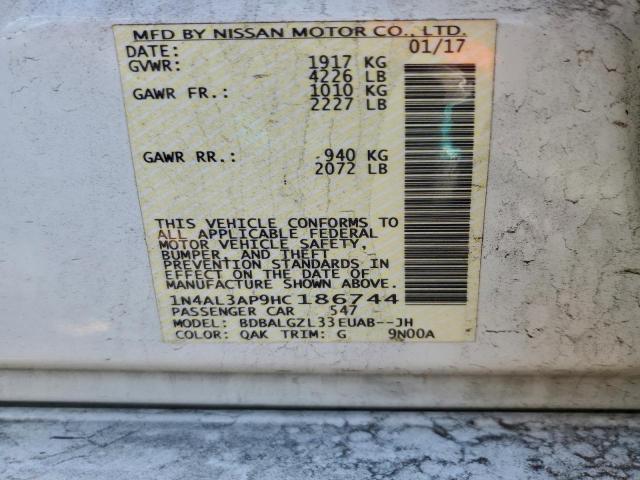 MFD BY NISSAN MOTOR CO., LTD.
DATE: 01/17
GVWR: 1917 KG
4226 LB
GAWR FR.: 1010 KG
2227 LB
GAWR RR.: 940 KG
2072 LB
THIS VEHICLE CONFORMS TO
ALL APPLICABLE FEDERAL
MOTOR VEHICLE SAFETY,
BUMPER, AND THEFT
PREVENTION STANDARDS IN
EFFECT ON THE DATE OF
MANUFACTURE SHOWN ABOVE.
1N4AL3AP9HC186744
PASSENGER CAR 547
MODEL: BDBALGZL33EUAB--JH
COLOR: QAK TRIM: G 9N00A